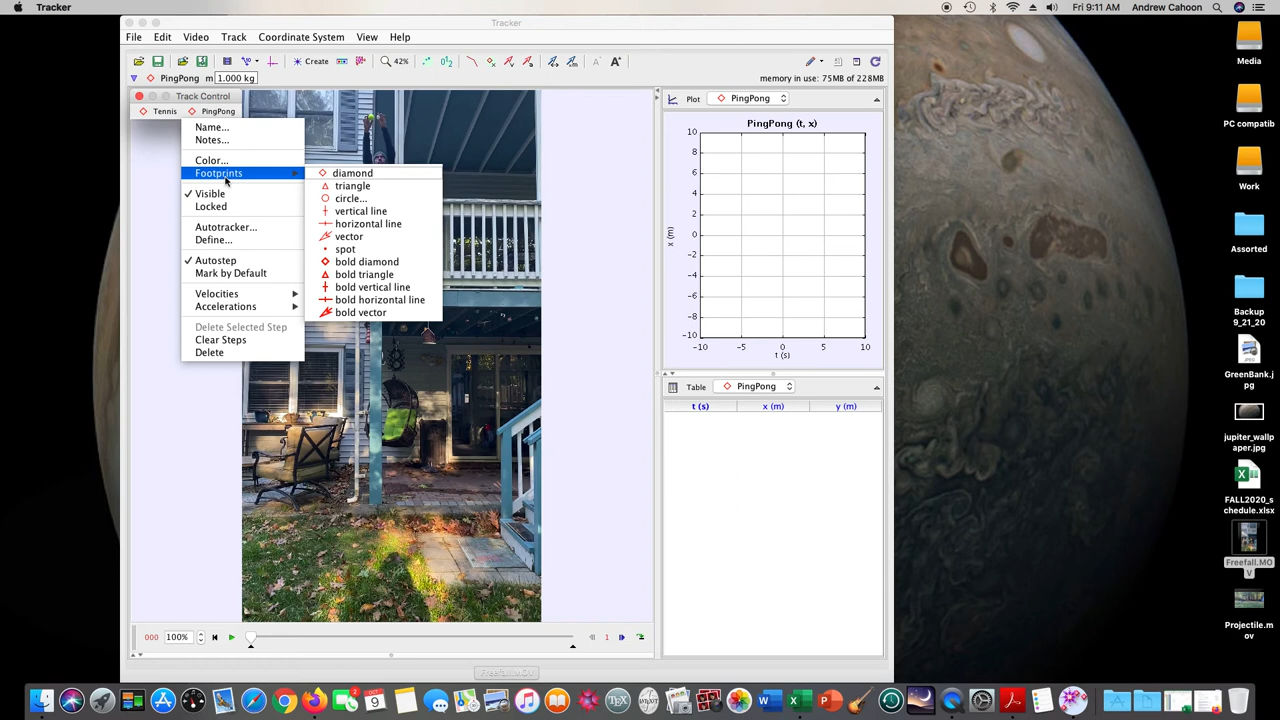 Tracker
Fri 9:11 AM Andrew Cahoon
Tracker
File Edit Video Track Coordinate System View Help
Create 42%
PingPong m 1.000 kg memory in use: 75MB of 228MB
Track Control
Tennis PingPong
Name...
Notes...
Color...
Footprints
Visible
Locked
Autotracker...
Define...
Autostep
Mark by Default
Velocities
Accelerations
Delete Selected Step
Clear Steps
Delete
diamond
triangle
circle...
vertical line
horizontal line
vector
spot
bold diamond
bold triangle
bold vertical line
bold horizontal line
bold vector
Plot PingPong
PingPong (t, x)
10
8
6
4
2
0
-2
-4
-6
-8
-10
x (m)
-10 -5 0 5 10
t (s)
Table PingPong
t (s) x (m) y (m)
000 100% 1
Freefall.MOV
Media
PC compatib
Work
Assorted
Backup
9_21_20
GreenBank.j
pg
jupiter_wallp
aper.jpg
FALL2020_s
chedule.xlsx
Freefall.MO
V
Projectile.m
ov